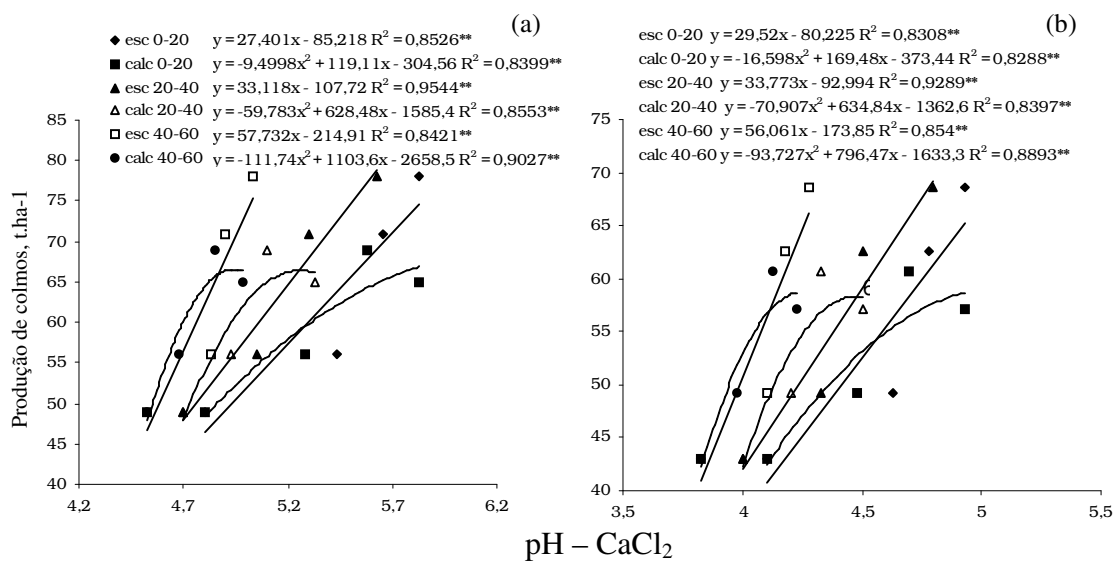 (a)
esc 0-20 y = 27,401x - 85,218 R² = 0,8526**
calc 0-20 y=-9,4998x² + 119,11x - 304,56 R² = 0,8399**
esc 20-40 y = 33,118x - 107,72 R² = 0,9544**
calc 20-40 y=-59,783x² + 628,48x - 1585,4 R² = 0,8553**
esc 40-60 y = 57,732x - 214,91 R² = 0,8421**
calc 40-60 y=-111,74x² + 1103,6x - 2658,5 R² = 0,9027**
Produção de colmos, t.ha-1
85
80
75
70
65
60
55
50
45
40
4,2 4,7 5,2 5,7 6,2
(b)
esc 0-20 y = 29,52x - 80,225 R² = 0,8308**
calc 0-20 y = -16,598x² + 169,48x - 373,44 R² = 0,8288**
esc 20-40 y = 33,773x - 92,994 R² = 0,9289**
calc 20-40 y = -70,907x² + 634,84x - 1362,6 R² = 0,8397**
esc 40-60 y = 56,061x - 173,85 R² = 0,854**
calc 40-60 y = -93,727x² + 796,47x - 1633,3 R² = 0,8893**
75
70
65
60
55
50
45
40
3,5 4 4,5 5 5,5
pH – CaCl₂